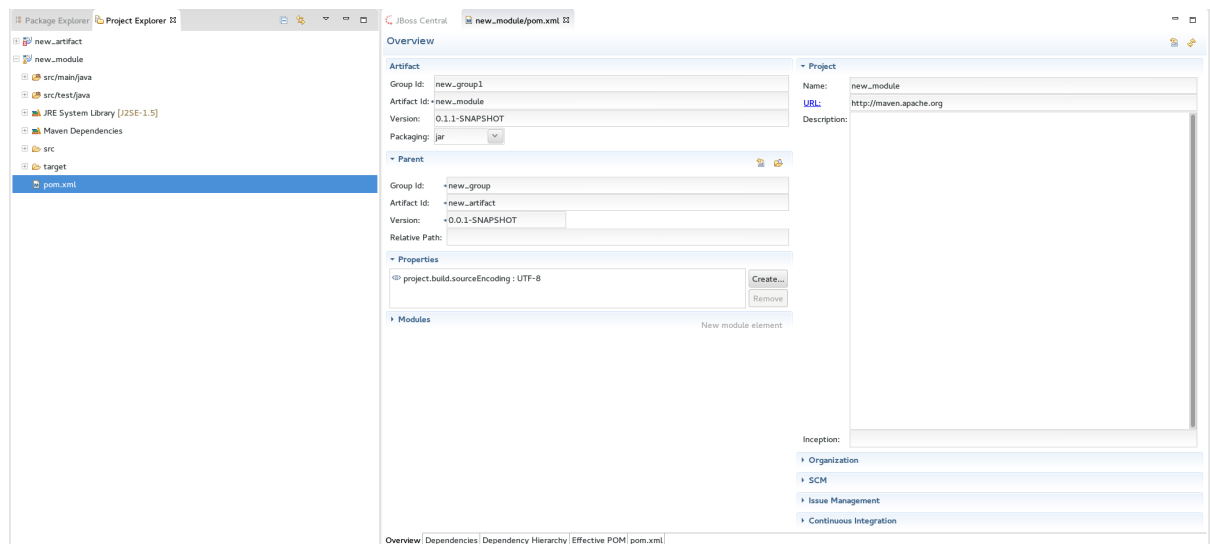 Package Explorer
Project Explorer
JBoss Central
new_module/pom.xml
new_artifact
new_module
src/main/java
src/test/java
JRE System Library [J2SE-1.5]
Maven Dependencies
src
target
pom.xml
Overview
Artifact
Group Id: new_group1
Artifact Id:* new_module
Version: 0.1.1-SNAPSHOT
Packaging: jar
Parent
Group Id: *new_group
Artifact Id: *new_artifact
Version: *0.0.1-SNAPSHOT
Relative Path:
Properties
project.build.sourceEncoding : UTF-8
Create...
Remove
Modules
New module element
Project
Name: new_module
URL: http://maven.apache.org
Description:
Inception:
Organization
SCM
Issue Management
Continuous Integration
Overview Dependencies Dependency Hierarchy Effective POM pom.xml